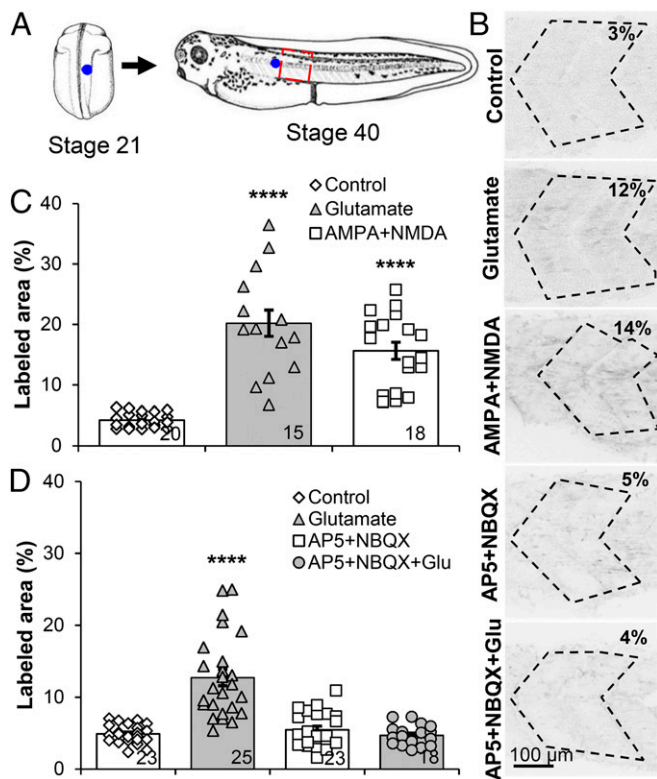 A
Stage 21
Stage 40
B
Control
3%
Glutamate
12%
AMPA+NMDA
14%
AP5+NBQX
5%
AP5+NBQX+Glu
4%
100 µm
C
Labeled area (%)
40
30
20
10
0
Control
Glutamate
AMPA+NMDA
****
****
20
15
18
D
Labeled area (%)
40
30
20
10
0
Control
Glutamate
AP5+NBQX
AP5+NBQX+Glu
****
23
25
23
18